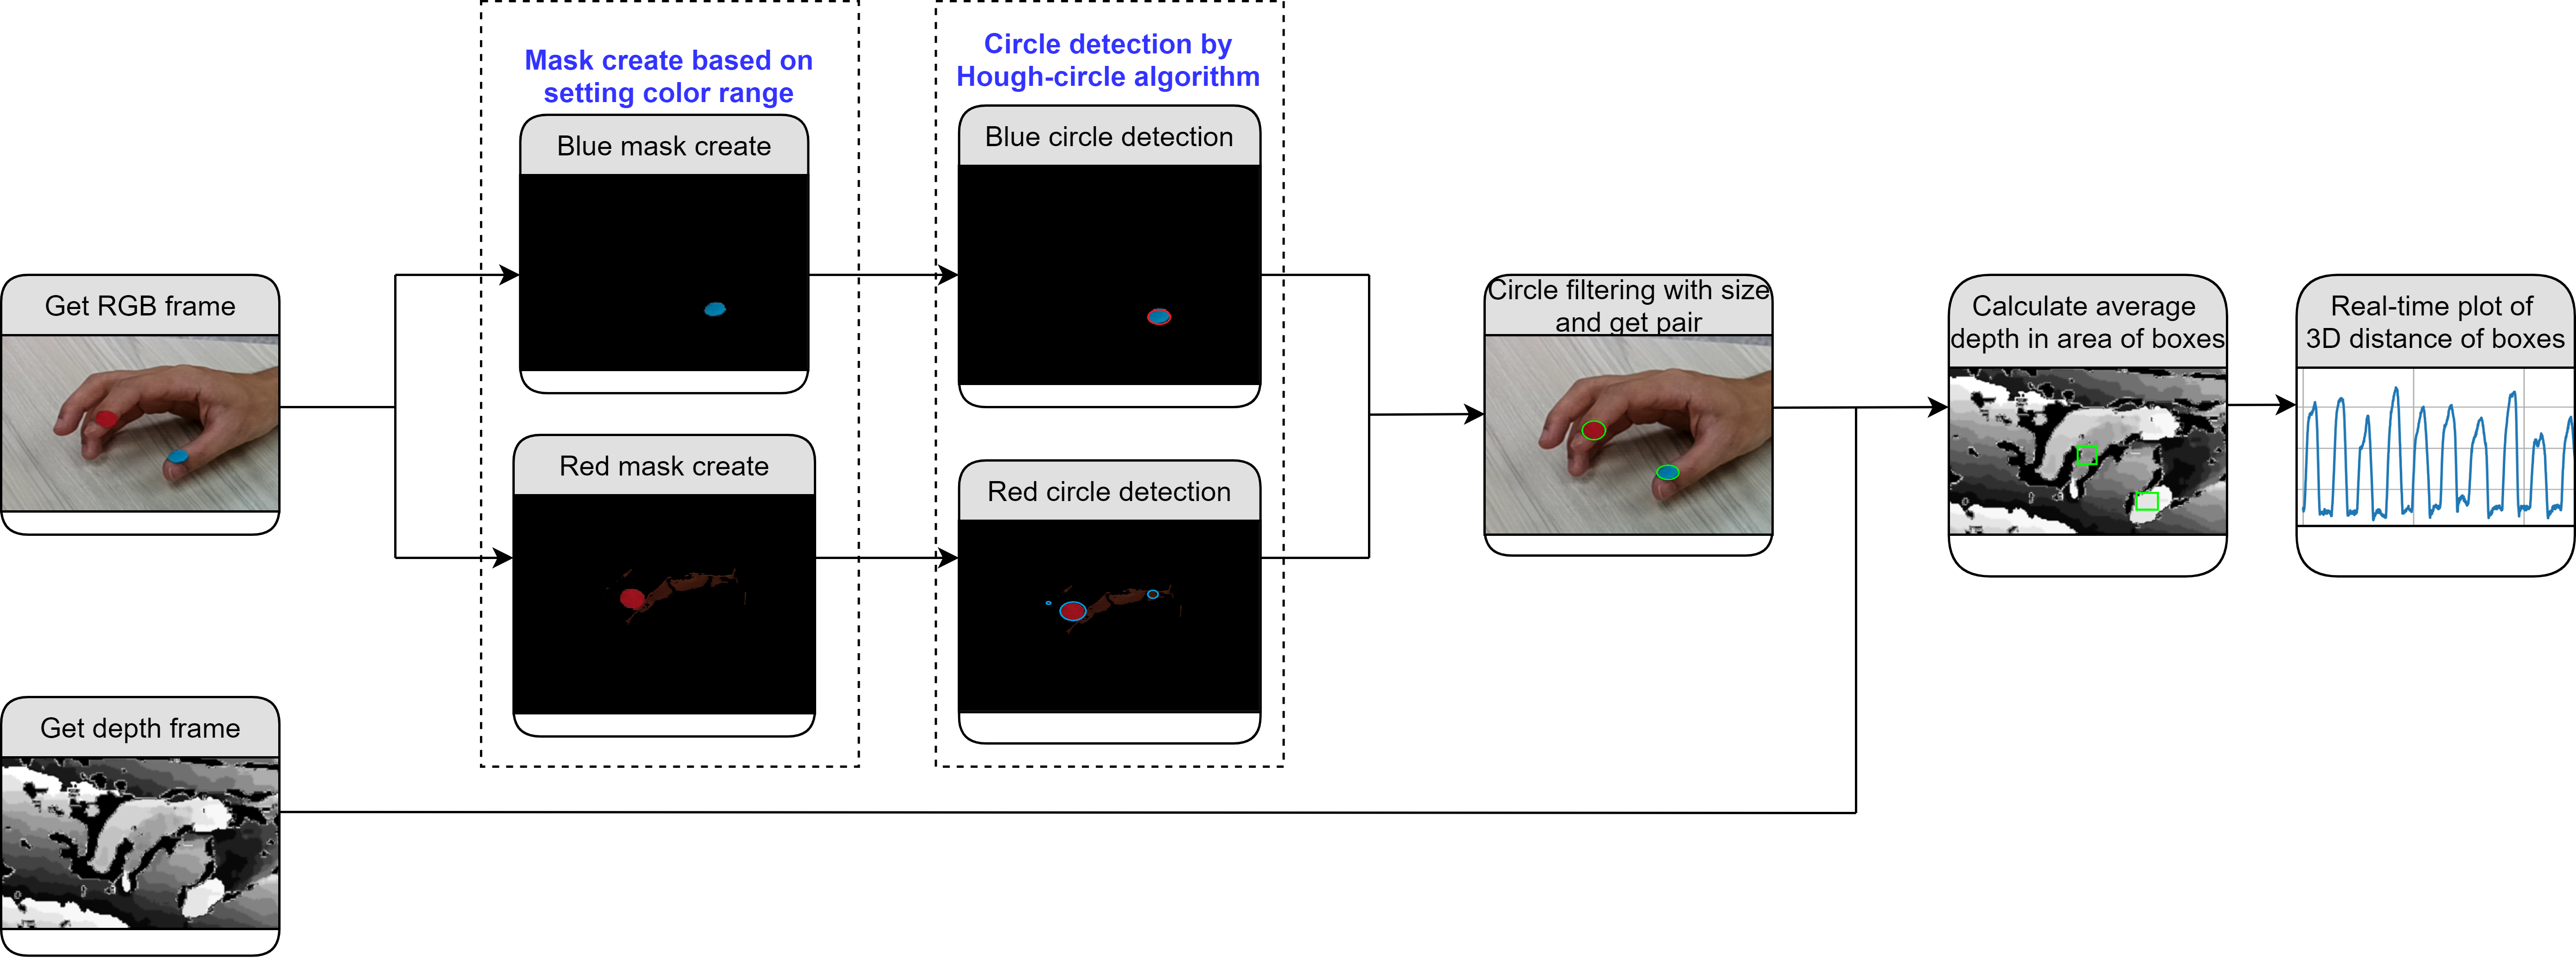 Mask create based on
setting color range
Circle detection by
Hough-circle algorithm
Blue mask create
Blue circle detection
Get RGB frame
Circle filtering with size
and get pair
Calculate average
depth in area of boxes
Real-time plot of
3D distance of boxes
Red mask create
Red circle detection
Get depth frame